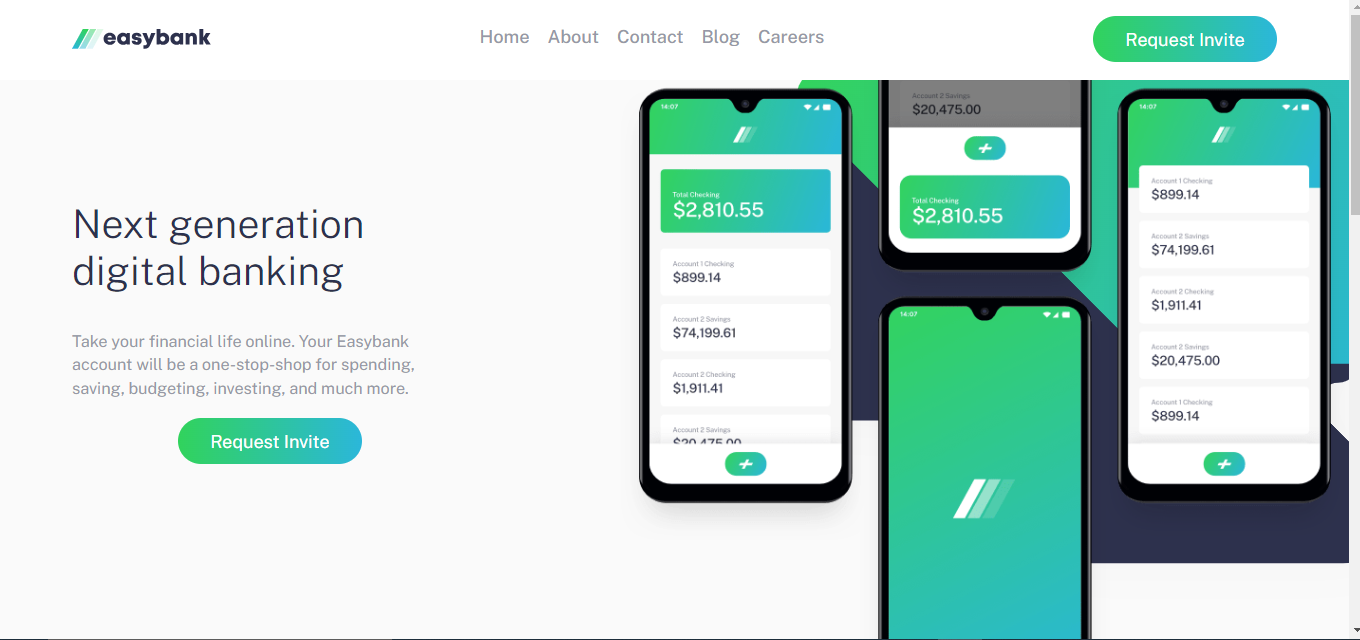 easybank
Home About Contact Blog Careers
Request Invite
Next generation
digital banking
Take your financial life online. Your Easybank
account will be a one-stop-shop for spending,
saving, budgeting, investing, and much more.
Request Invite
14:07
Total Checking
$2,810.55
Account 1 Checking
$899.14
Account 2 Savings
$74,199.61
Account 2 Checking
$1,911.41
Account 2 Savings
$20,475.00
Account 2 Savings
$20,475.00
Total Checking
$2,810.55
14:07
14:07
Account 1 Checking
$899.14
Account 2 Savings
$74,199.61
Account 2 Checking
$1,911.41
Account 2 Savings
$20,475.00
Account 1 Checking
$899.14